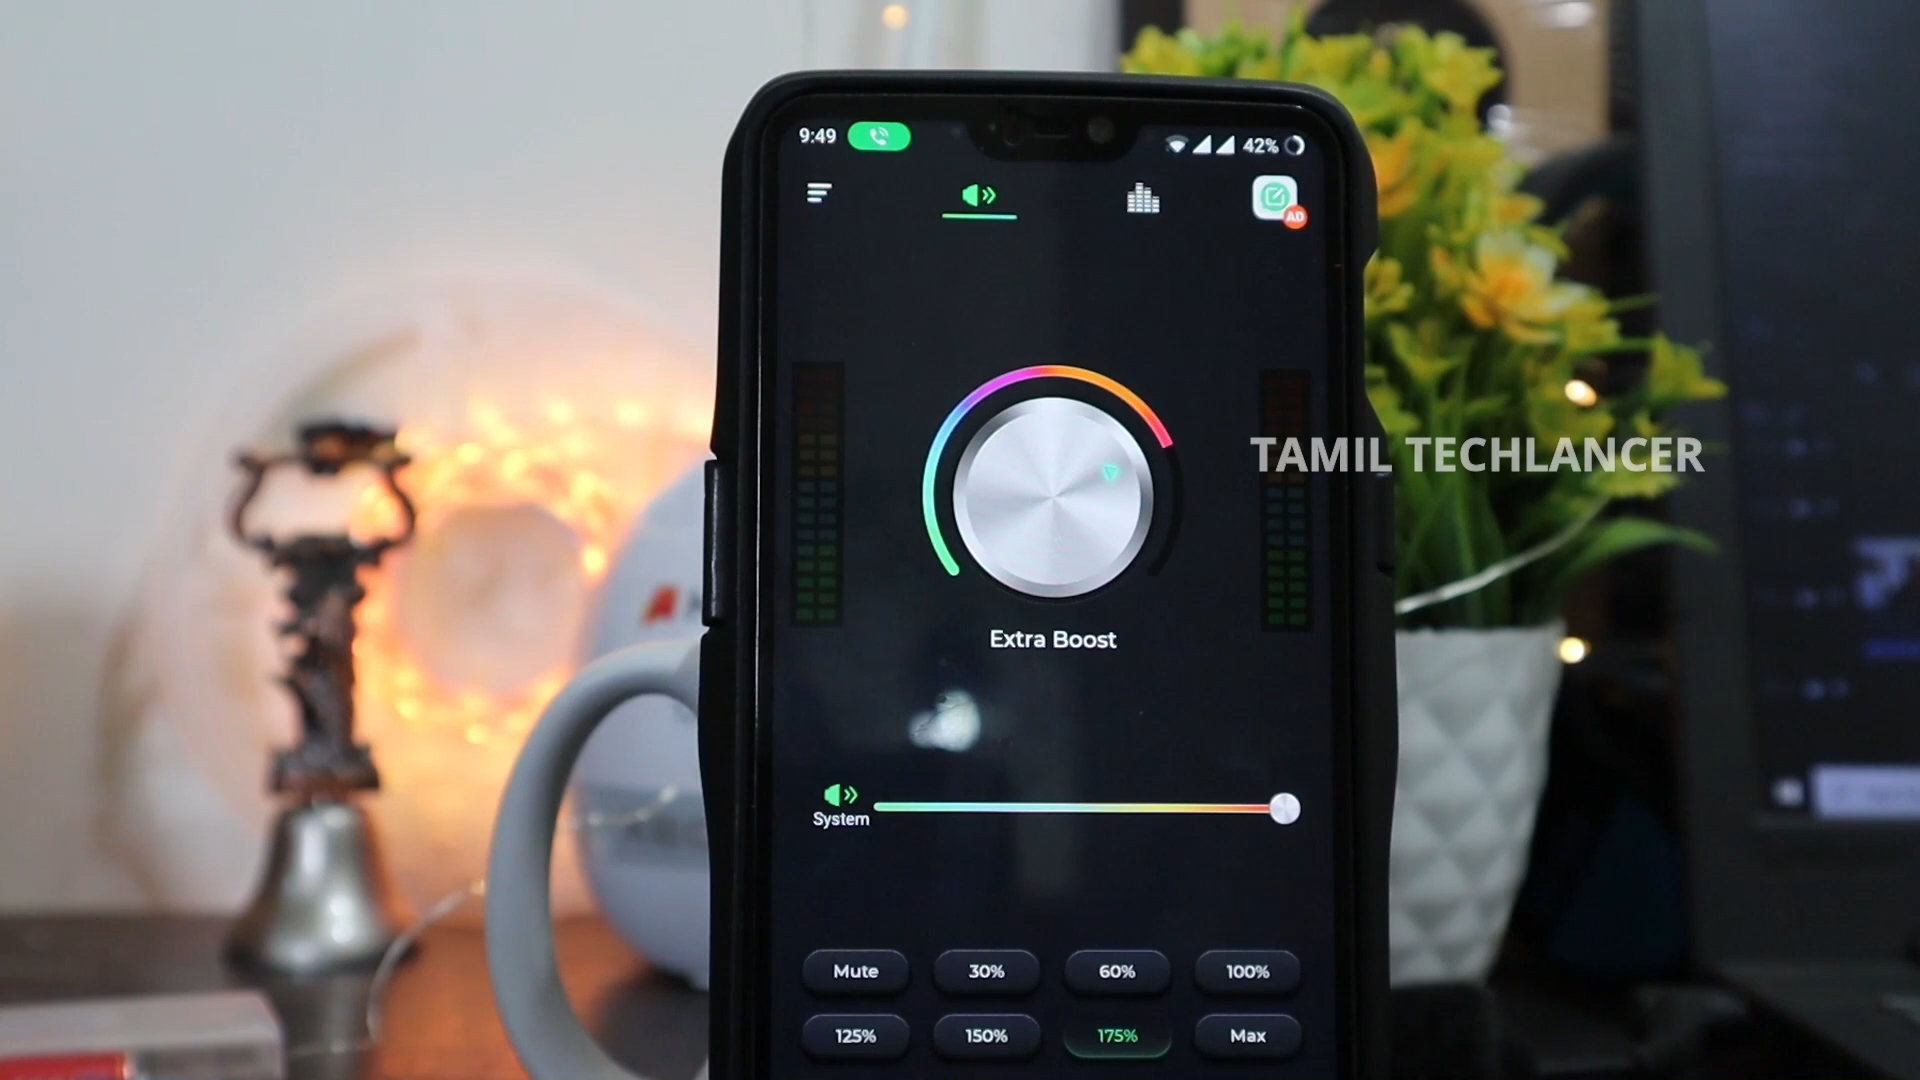 9:49
42%
AD
TAMIL TECHLANCER
Extra Boost
System
Mute 30% 60% 100%
125% 150% 175% Max